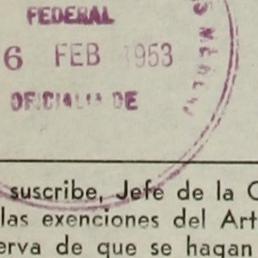 FEDERAL
6 FEB 1953
OFICIALIA DE
suscribe, Jefe de la C
las exenciones del Art
erva de que se hagan